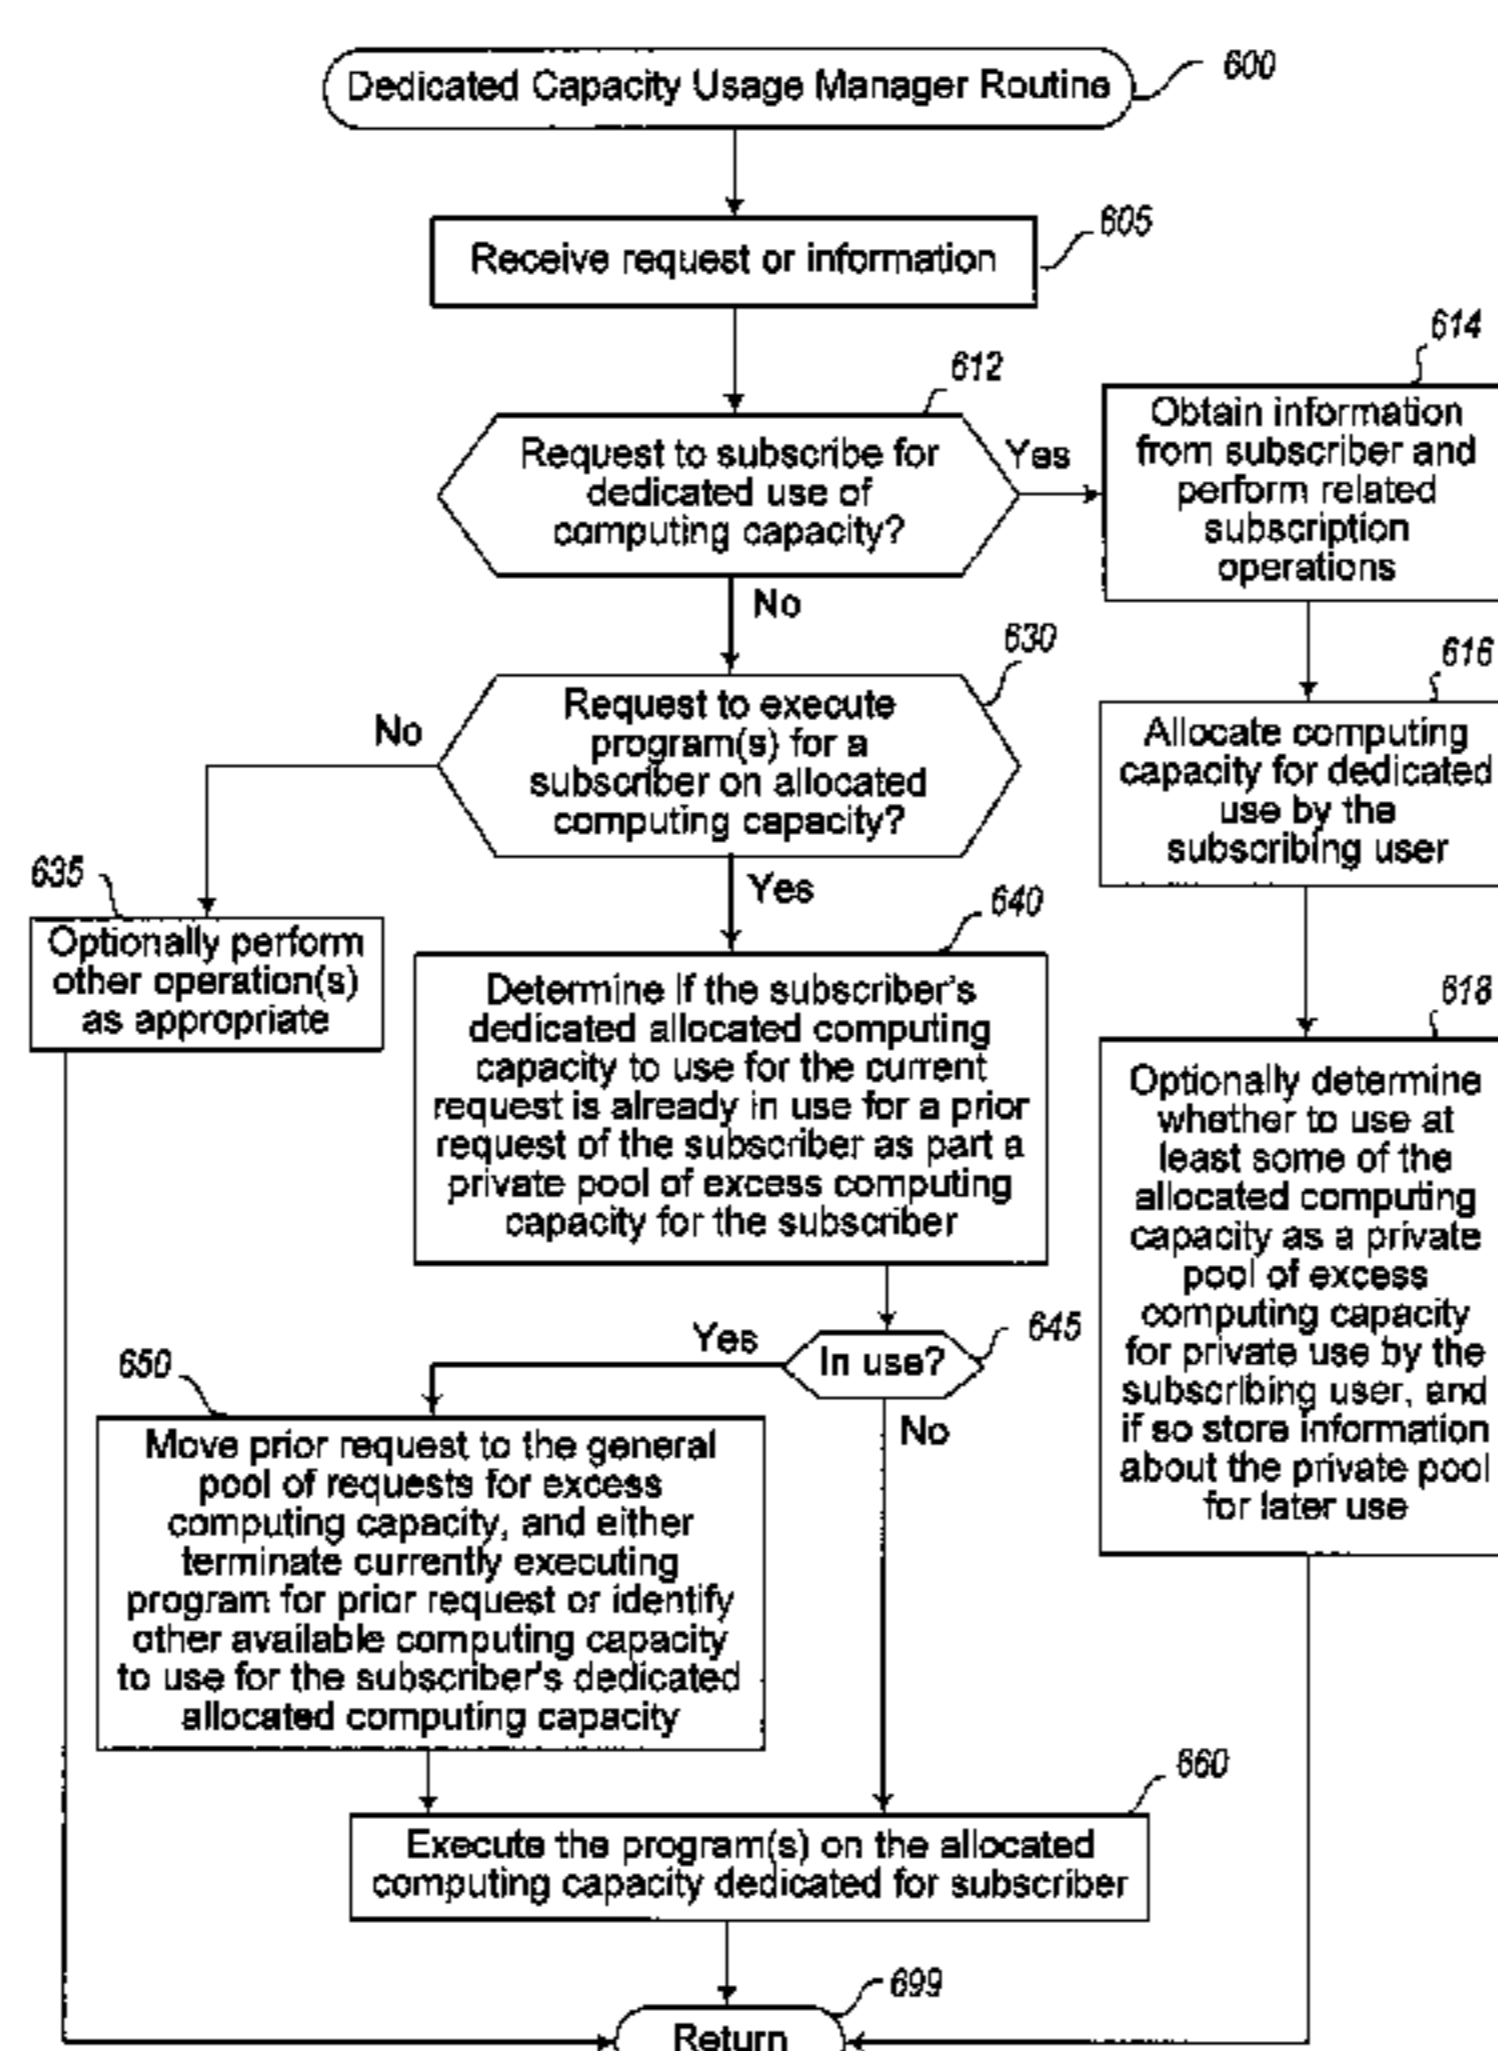 Dedicated Capacity Usage Manager Routine
600
Receive request or information
605
612
Request to subscribe for
dedicated use of
computing capacity?
Yes
No
614
Obtain information
from subscriber and
perform related
subscription
operations
616
Allocate computing
capacity for dedicated
use by the
subscribing user
618
Optionally determine
whether to use at
least some of the
allocated computing
capacity as a private
pool of excess
computing capacity
for private use by the
subscribing user, and
if so store information
about the private pool
for later use
630
Request to execute
program(s) for a
subscriber on allocated
computing capacity?
No
Yes
635
Optionally perform
other operation(s)
as appropriate
640
Determine if the subscriber's
dedicated allocated computing
capacity to use for the current
request is already in use for a prior
request of the subscriber as part a
private pool of excess computing
capacity for the subscriber
645
In use?
Yes
No
650
Move prior request to the general
pool of requests for excess
computing capacity, and either
terminate currently executing
program for prior request or identify
other available computing capacity
to use for the subscriber's dedicated
allocated computing capacity
660
Execute the program(s) on the allocated
computing capacity dedicated for subscriber
699
Return